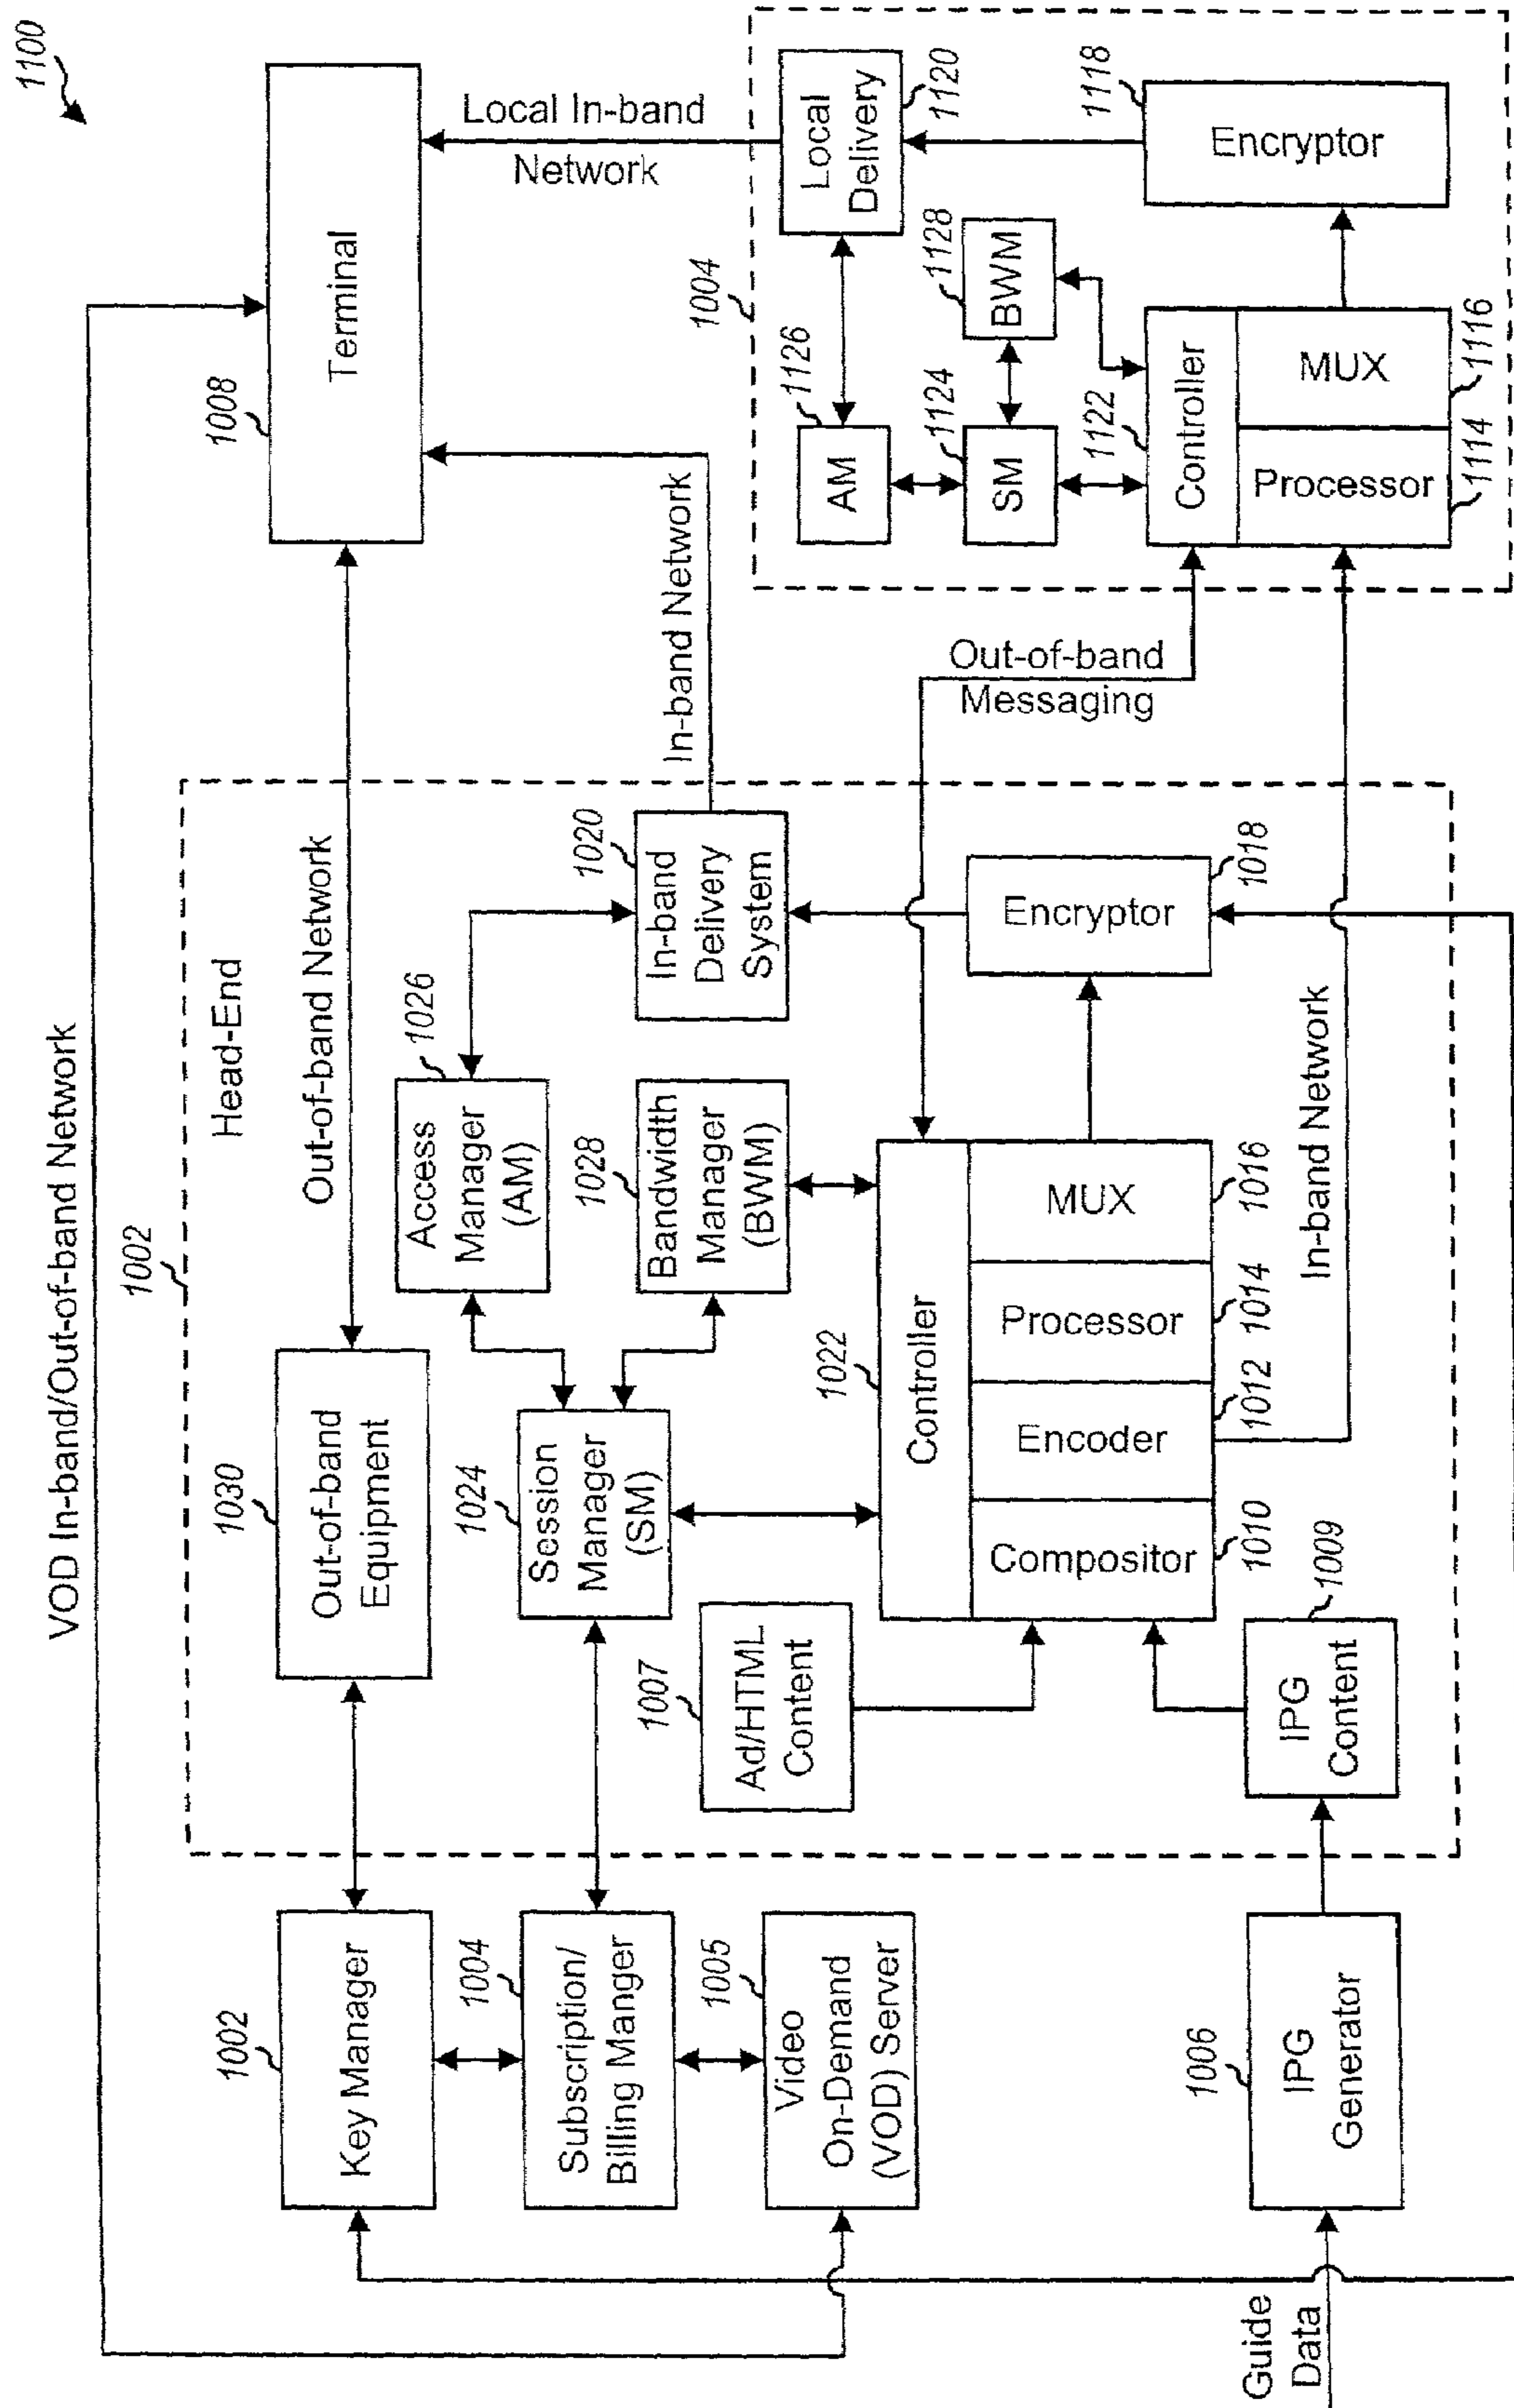 1100
VOD In-band/Out-of-band Network
1002
Head-End
Out-of-band Network
1002
Key Manager
1030
Out-of-band
Equipment
1008
Terminal
1004
Subscription/
Billing Manger
1024
Session
Manager
(SM)
1026
Access
Manager
(AM)
1005
Video
On-Demand
(VOD) Server
1028
Bandwidth
Manager
(BWM)
1020
In-band
Delivery
System
In-band Network
Local In-band
Network
1007
Ad/HTML
Content
1022
Controller
Compositor
Encoder
Processor
MUX
1010
1012
1014
1016
Encryptor
1018
In-band Network
Out-of-band
Messaging
1006
IPG
Generator
1009
IPG
Content
Guide
Data
1004
1126
AM
Local
Delivery
1120
1124
SM
1128
BWM
1122
Controller
Processor
MUX
1114
1116
Encryptor
1118